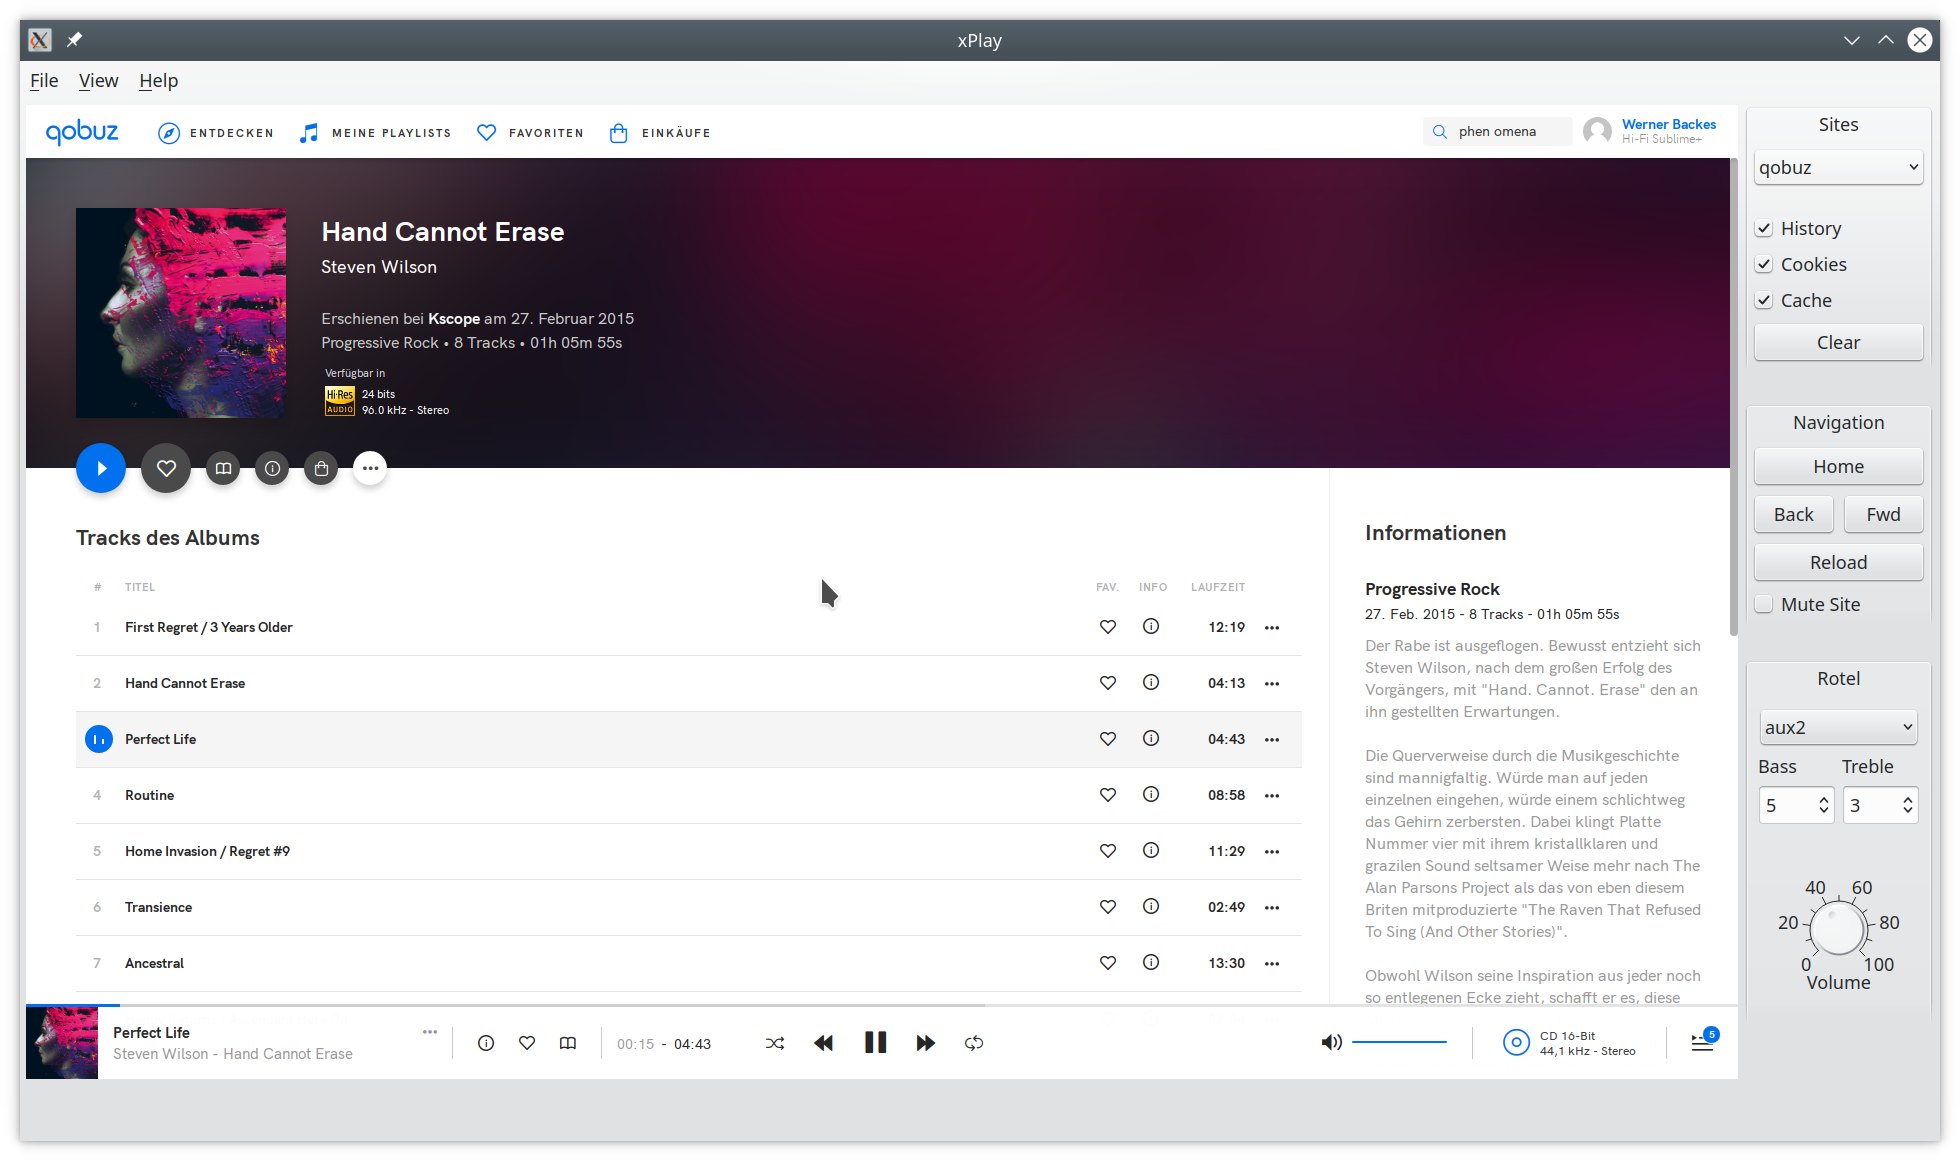 xPlay
File View Help
qobuz ENTDECKEN MEINE PLAYLISTS FAVORITEN EINKÄUFE phen omena Werner Backes
Hi-Fi Sublime+
Hand Cannot Erase
Steven Wilson
Erschienen bei Kscope am 27. Februar 2015
Progressive Rock • 8 Tracks • 01h 05m 55s
Verfügbar in
Hi-Res AUDIO
24 bits
96.0 kHz - Stereo
Tracks des Albums
# TITEL FAV. INFO LAUFZEIT
1 First Regret / 3 Years Older 12:19
2 Hand Cannot Erase 04:13
Perfect Life 04:43
4 Routine 08:58
5 Home Invasion / Regret #9 11:29
6 Transience 02:49
7 Ancestral 13:30
Informationen
Progressive Rock
27. Feb. 2015 - 8 Tracks - 01h 05m 55s
Der Rabe ist ausgeflogen. Bewusst entzieht sich
Steven Wilson, nach dem großen Erfolg des
Vorgängers, mit "Hand. Cannot. Erase" den an
ihn gestellten Erwartungen.
Die Querverweise durch die Musikgeschichte
sind mannigfaltig. Würde man auf jeden
einzelnen eingehen, würde einem schlichtweg
das Gehirn zerbersten. Dabei klingt Platte
Nummer vier mit ihrem kristallklaren und
grazilen Sound seltsamer Weise mehr nach The
Alan Parsons Project als das von eben diesem
Briten mitproduzierte "The Raven That Refused
To Sing (And Other Stories)".
Obwohl Wilson seine Inspiration aus jeder noch
so entlegenen Ecke zieht, schafft er es, diese
Perfect Life
Steven Wilson - Hand Cannot Erase
00:15 - 04:43
CD 16-Bit
44,1 kHz - Stereo
5
Sites
qobuz
History
Cookies
Cache
Clear
Navigation
Home
Back Fwd
Reload
Mute Site
Rotel
aux2
Bass Treble
5 3
40 60
20 80
0 100
Volume